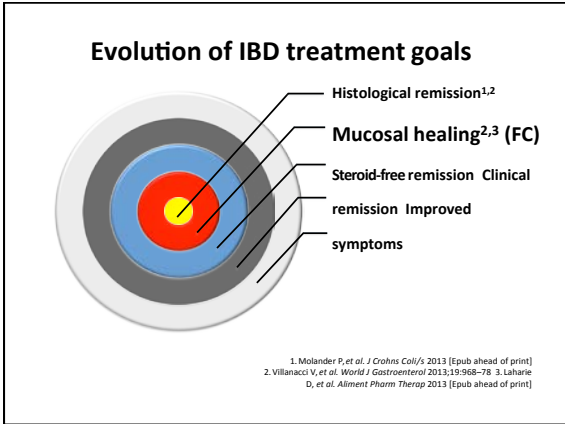 Evolution of IBD treatment goals
Histological remission1,2
Mucosal healing2,3 (FC)
Steroid-free remission Clinical
remission Improved
symptoms
1. Molander P, et al. J Crohns Coli/s 2013 [Epub ahead of print]
2. Villanacci V, et al. World J Gastroenterol 2013;19:968–78 3. Laharie
D, et al. Aliment Pharm Therap 2013 [Epub ahead of print]